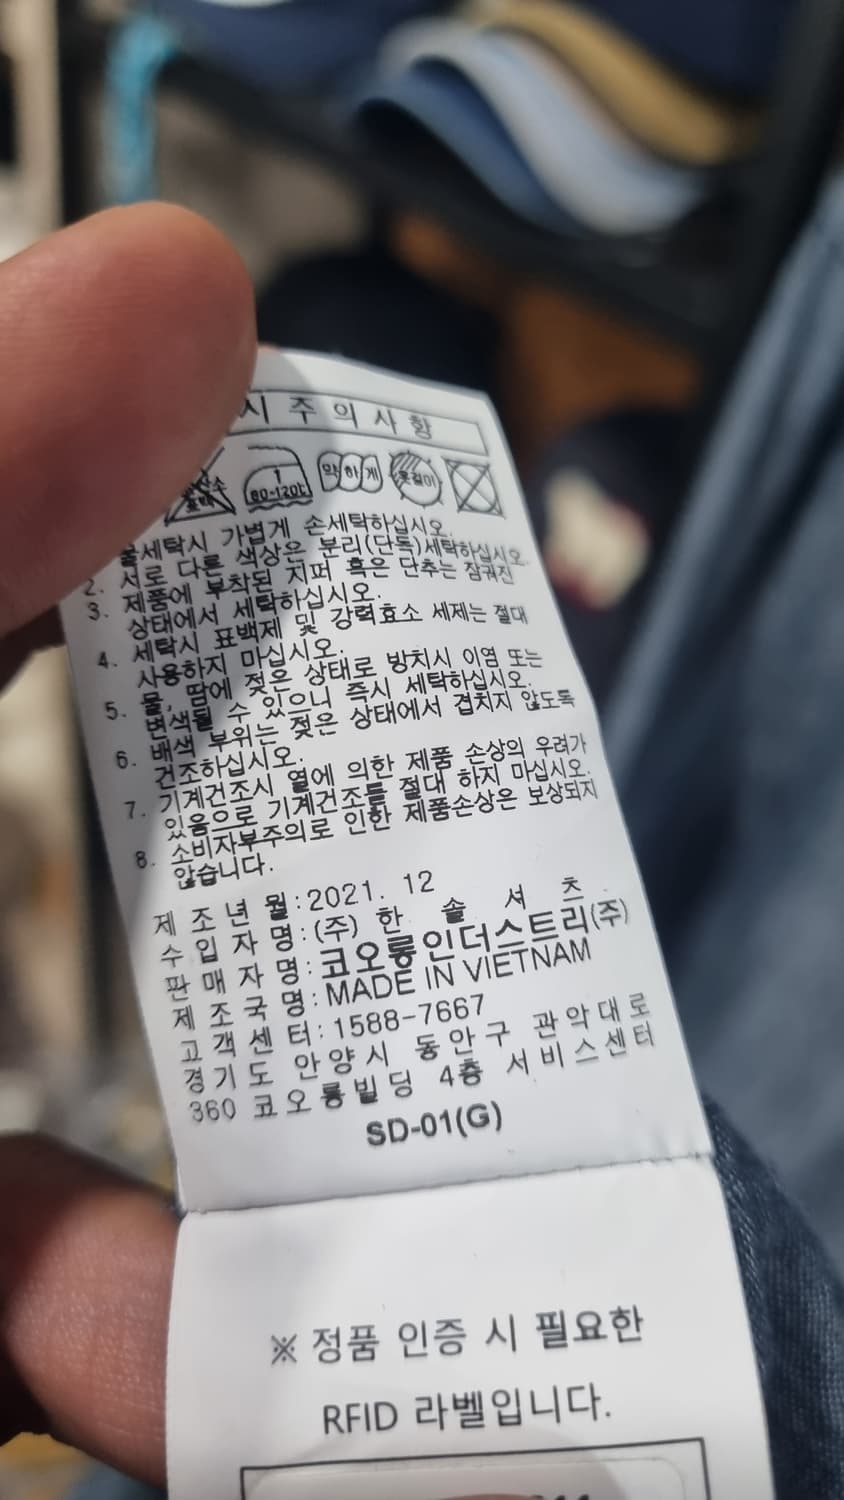 시 주 의 사 항
1
80-120℃
약 하 게
옷걸이
물세탁시 가볍게 손세탁하십시오.
2. 서로 다른 색상은 분리(단독)세탁하십시오.
3. 제품에 부착된 지퍼 혹은 단추는 잠궈진
상태에서 세탁하십시오.
4. 세탁시 표백제 및 강력효소 세제는 절대
사용하지 마십시오.
5. 물, 땀에 젖은 상태로 방치시 이염 또는
변색될 수 있으니 즉시 세탁하십시오.
6. 배색 부위는 젖은 상태에서 겹치지 않도록
건조하십시오.
7. 기계건조시 열에 의한 제품 손상의 우려가
있음으로 기계건조를 절대 하지 마십시오.
8. 소비자부주의로 인한 제품손상은 보상되지
않습니다.
제 조 년 월:2021. 12
수 입 자 명:(주) 한 솔 셔 츠
판 매 자 명:코오롱인더스트리(주)
제 조 국 명:MADE IN VIETNAM
고 객 센 터:1588-7667
경기도 안양시 동안구 관악대로
360 코오롱빌딩 4층 서비스센터
SD-01(G)
※ 정품 인증 시 필요한
RFID 라벨입니다.